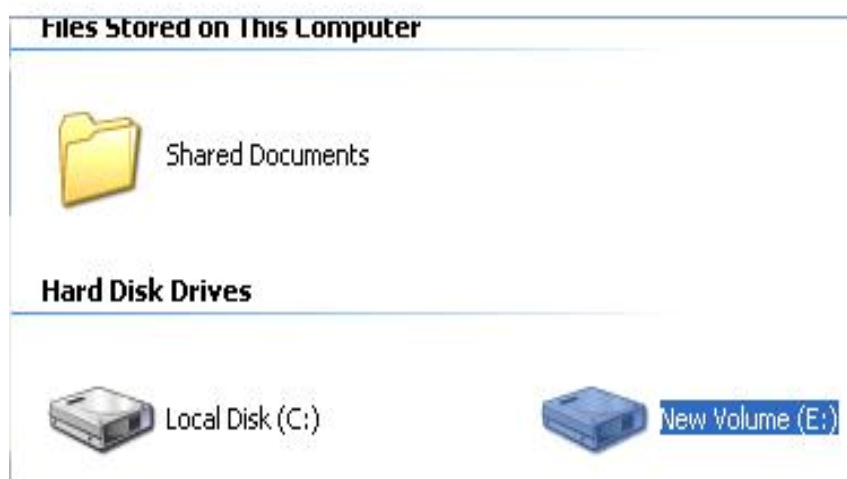 Files Stored on This Computer
Shared Documents
Hard Disk Drives
Local Disk (C:)
New Volume (E:)